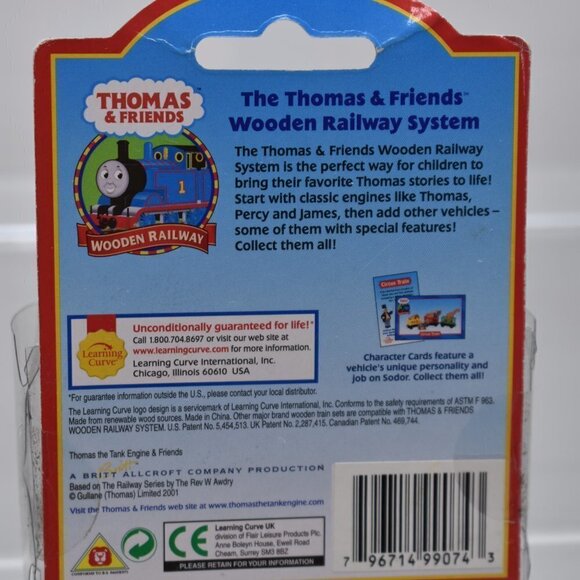 THOMAS
& FRIENDS
WOODEN RAILWAY
1
The Thomas & Friends™
Wooden Railway System
The Thomas & Friends Wooden Railway
System is the perfect way for children to
bring their favorite Thomas stories to life!
Start with classic engines like Thomas,
Percy and James, then add other vehicles–
some of them with special features!
Collect them all!
Circus Train
Character Cards feature a
vehicle's unique personality and
job on Sodor. Collect them all!
Learning
Curve
Unconditionally guaranteed for life!*
Call 1.800.704.8697 or visit our web site at
www.learningcurve.com for more information.
Learning Curve International, Inc.
Chicago, Illinois 60610 USA
*For guarantee information outside the U.S., please contact your local distributor.
The Learning Curve logo design is a servicemark of Learning Curve International, Inc. Conforms to the safety requirements of ASTM F 963.
Made from renewable wood sources. Made in China. Other major brand wooden train sets are compatible with THOMAS & FRIENDS
WOODEN RAILWAY SYSTEM. U.S. Patent No. 5,454,513. UK Patent No. 2,287,415. Canadian Patent No. 469,744.
Thomas the Tank Engine & Friends
Britt
A BRITT ALLCROFT COMPANY PRODUCTION
Based on The Railway Series by The Rev W Awdry
© Gullane (Thomas) Limited 2001
Visit the Thomas & Friends web site at www.thomasthetankengine.com
CONFORMS TO B.S. PATENTS
CE
Learning Curve UK
division of Flair Leisure Products Plc.
Anne Boleyn House, Ewell Road
Cheam, Surrey SM3 8BZ
PLEASE RETAIN FOR YOUR INFORMATION
7 96714 99074 3